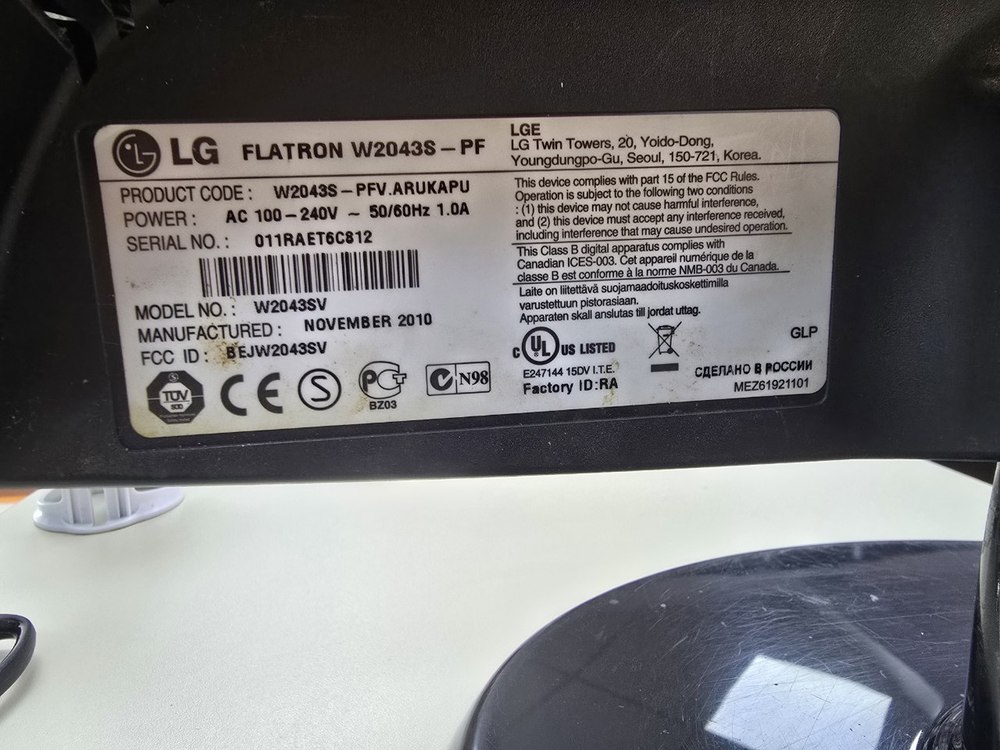 LG FLATRON W2043S-PF
PRODUCT CODE : W2043S-PFV.ARUKAPU
POWER : AC 100-240V ~ 50/60Hz 1.0A
SERIAL NO. : 011RAET6C812
MODEL NO. : W2043SV
MANUFACTURED : NOVEMBER 2010
FCC ID : BEJW2043SV
S
TÜV
CE
S
PCT
BZ03
N98
LGE
LG Twin Towers, 20, Yoido-Dong,
Youngdungpo-Gu, Seoul, 150-721, Korea.
This device complies with part 15 of the FCC Rules.
Operation is subject to the following two conditions
: (1) this device may not cause harmful interference,
and (2) this device must accept any interference received,
including interference that may cause undesired operation.
This Class B digital apparatus complies with
Canadian ICES-003. Cet appareil numérique de la
classe B est conforme à la norme NMB-003 du Canada.
Laite on liitettävä suojamaadoituskoskettimilla
varustettuun pistorasiaan.
Apparaten skall anslutas till jordat uttag.
C UL US LISTED
E247144 15DV I.T.E.
Factory ID:RA
GLP
СДЕЛАНО В РОССИИ
MEZ61921101